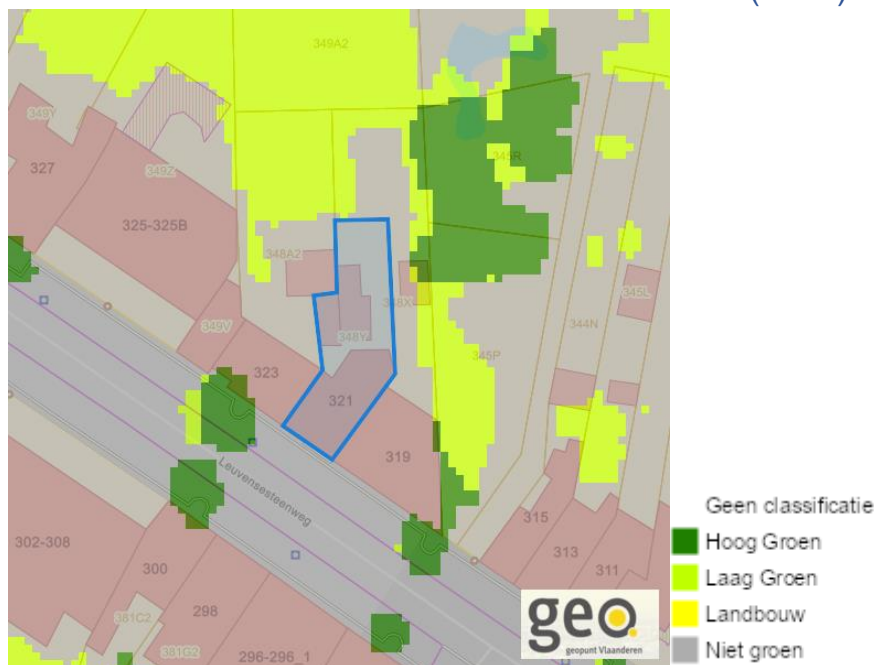 349A2
349Y
327
349Z
325-325B
345R
348A2
348X
345L
344N
349V
348Y
345P
323
321
319
Leuvensesteenweg
302-308
300
315
313
311
381C2
298
381G2
296-296_1
geo.
geopunt Vlaanderen
Geen classificatie
Hoog Groen
Laag Groen
Landbouw
Niet groen